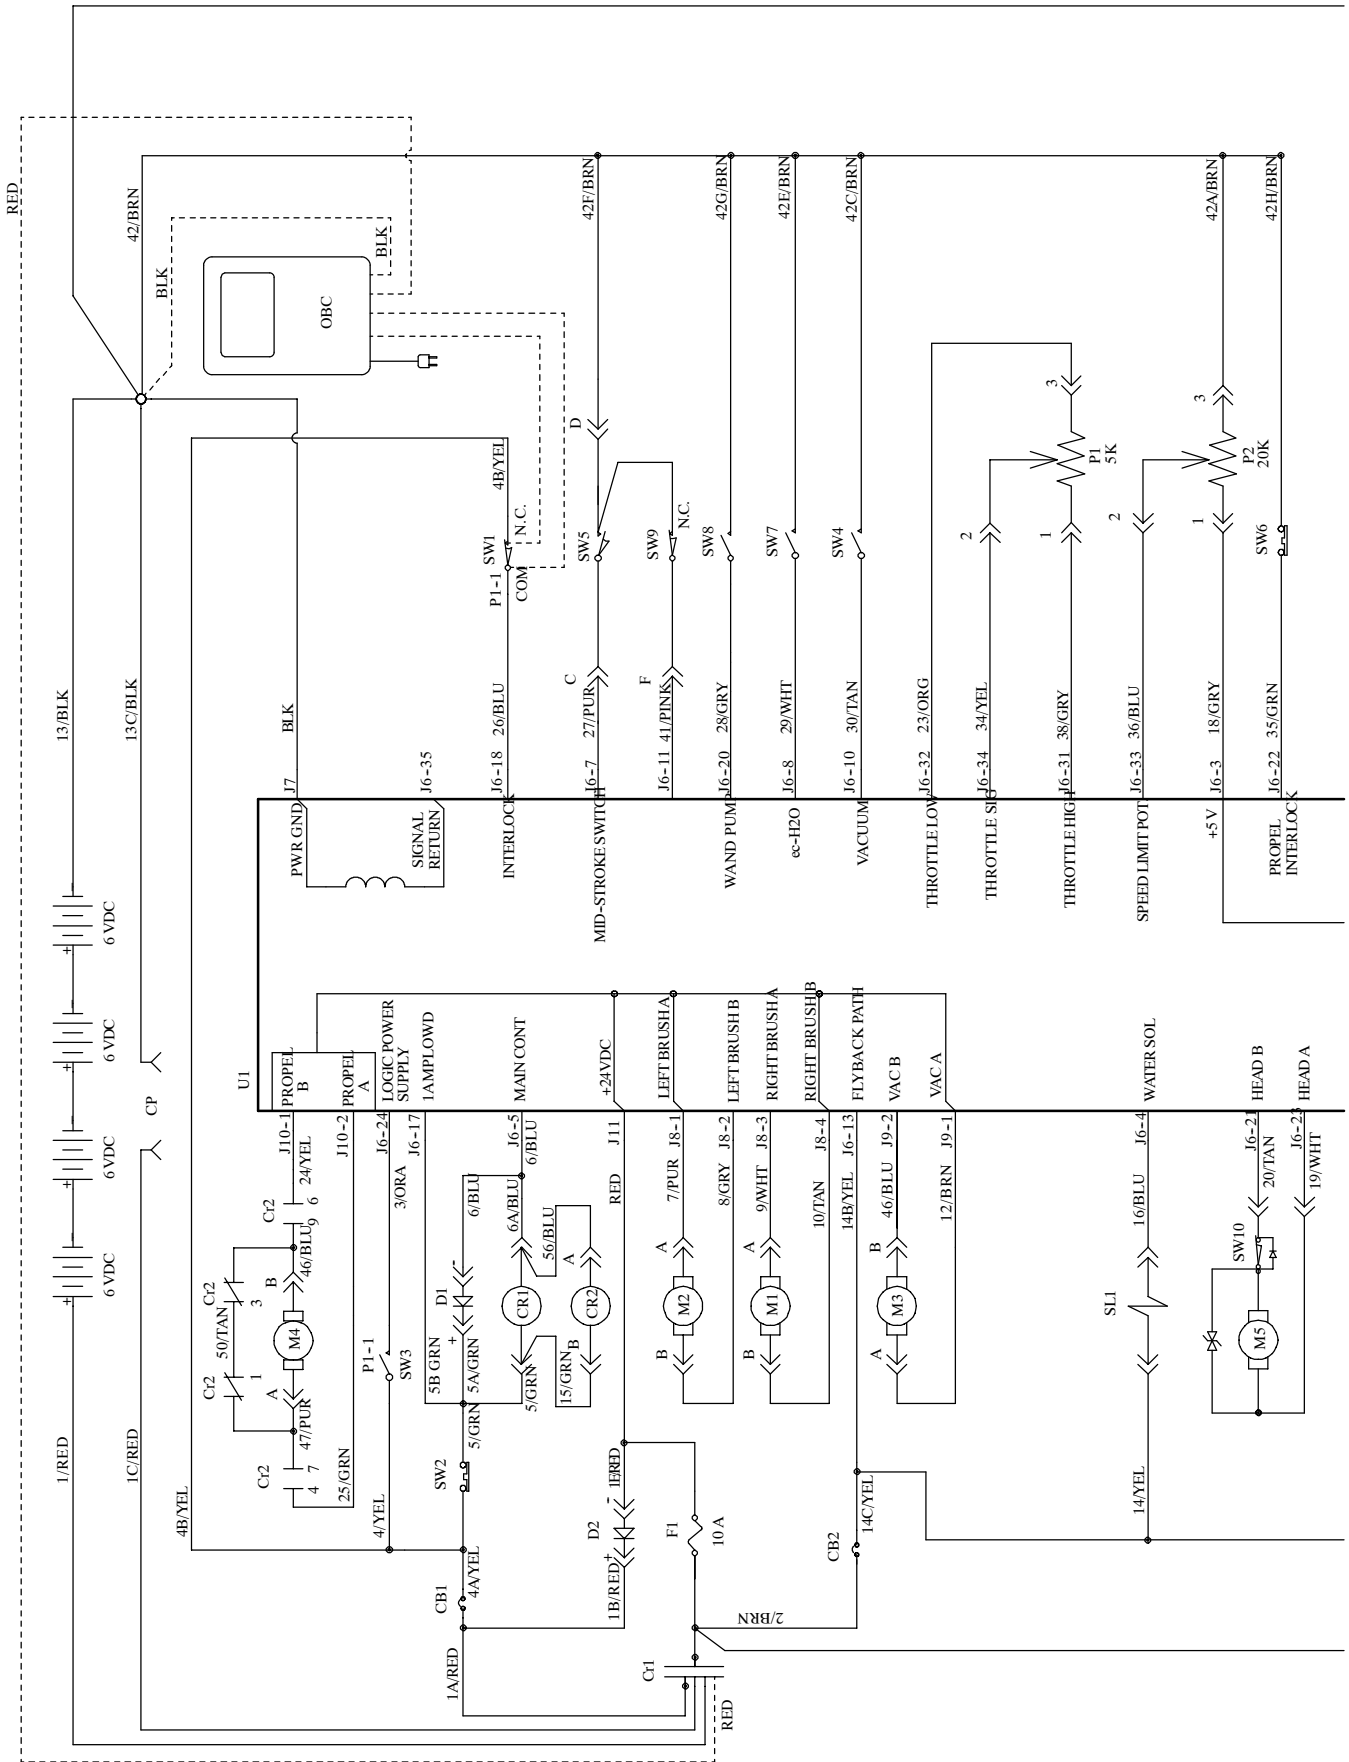 RED
13/BLK
42/BRN
BLK
BLK
OBC
13C/BLK
6 VDC
6 VDC
6 VDC
6 VDC
+
+
+
+
CP
1/RED
1C/RED
BLK
J7
PWR GND
SIGNAL
RETURN
J6-35
4B/YEL
N.C.
SW1
P1-1
COM
26/BLU
J6-18
INTERLOCK
42F/BRN
D
SW5
C
27/PUR
J6-7
MID-STROKE SWITCH
N.C.
SW9
F
41/PINK
J6-11
42G/BRN
SW8
28/GRY
J6-20
WAND PUMP
42E/BRN
SW7
29/WHT
J6-8
ec-H2O
42C/BRN
SW4
30/TAN
J6-10
VACUUM
23/ORG
J6-32
THROTTLE LOW
2
34/YEL
J6-34
THROTTLE SIG
3
P1
5K
1
38/GRY
J6-31
THROTTLE HIGH
2
36/BLU
J6-33
SPEED LIMIT POT
42A/BRN
3
P2
20K
1
18/GRY
J6-3
+5 V
42H/BRN
SW6
35/GRN
J6-22
PROPEL
INTERLOCK
U1
PROPEL
B
J10-1
24/YEL
Cr2
6
9
46/BLU
B
M4
A
47/PUR
Cr2
3
50/TAN
Cr2
1
Cr2
7
4
PROPEL
A
J10-2
25/GRN
LOGIC POWER
SUPPLY
J6-24
3/ORA
P1-1
SW3
4/YEL
4B/YEL
1AMPLOWD
J6-17
5B GRN
MAIN CONT
J6-5
6/BLU
6/BLU
-
D1
+
5A/GRN
5/GRN
SW2
4A/YEL
CB1
1A/RED
6A/BLU
CR1
5/GRN
56/BLU
A
CR2
B
15/GRN
+24VDC
J11
RED
-
D2
+
1B/RED
F1
10 A
Cr1
RED
LEFT BRUSH A
J8-1
7/PUR
A
M2
B
LEFT BRUSH B
J8-2
8/GRY
RIGHT BRUSH A
J8-3
9/WHT
A
M1
B
RIGHT BRUSH B
J8-4
10/TAN
FLYBACK PATH
J6-13
14B/YEL
14C/YEL
CB2
2/BRN
VAC B
J9-2
46/BLU
B
M3
A
VAC A
J9-1
12/BRN
WATER SOL
J6-4
16/BLU
SL1
14/YEL
HEAD B
J6-21
20/TAN
SW10
M5
HEAD A
J6-23
19/WHT